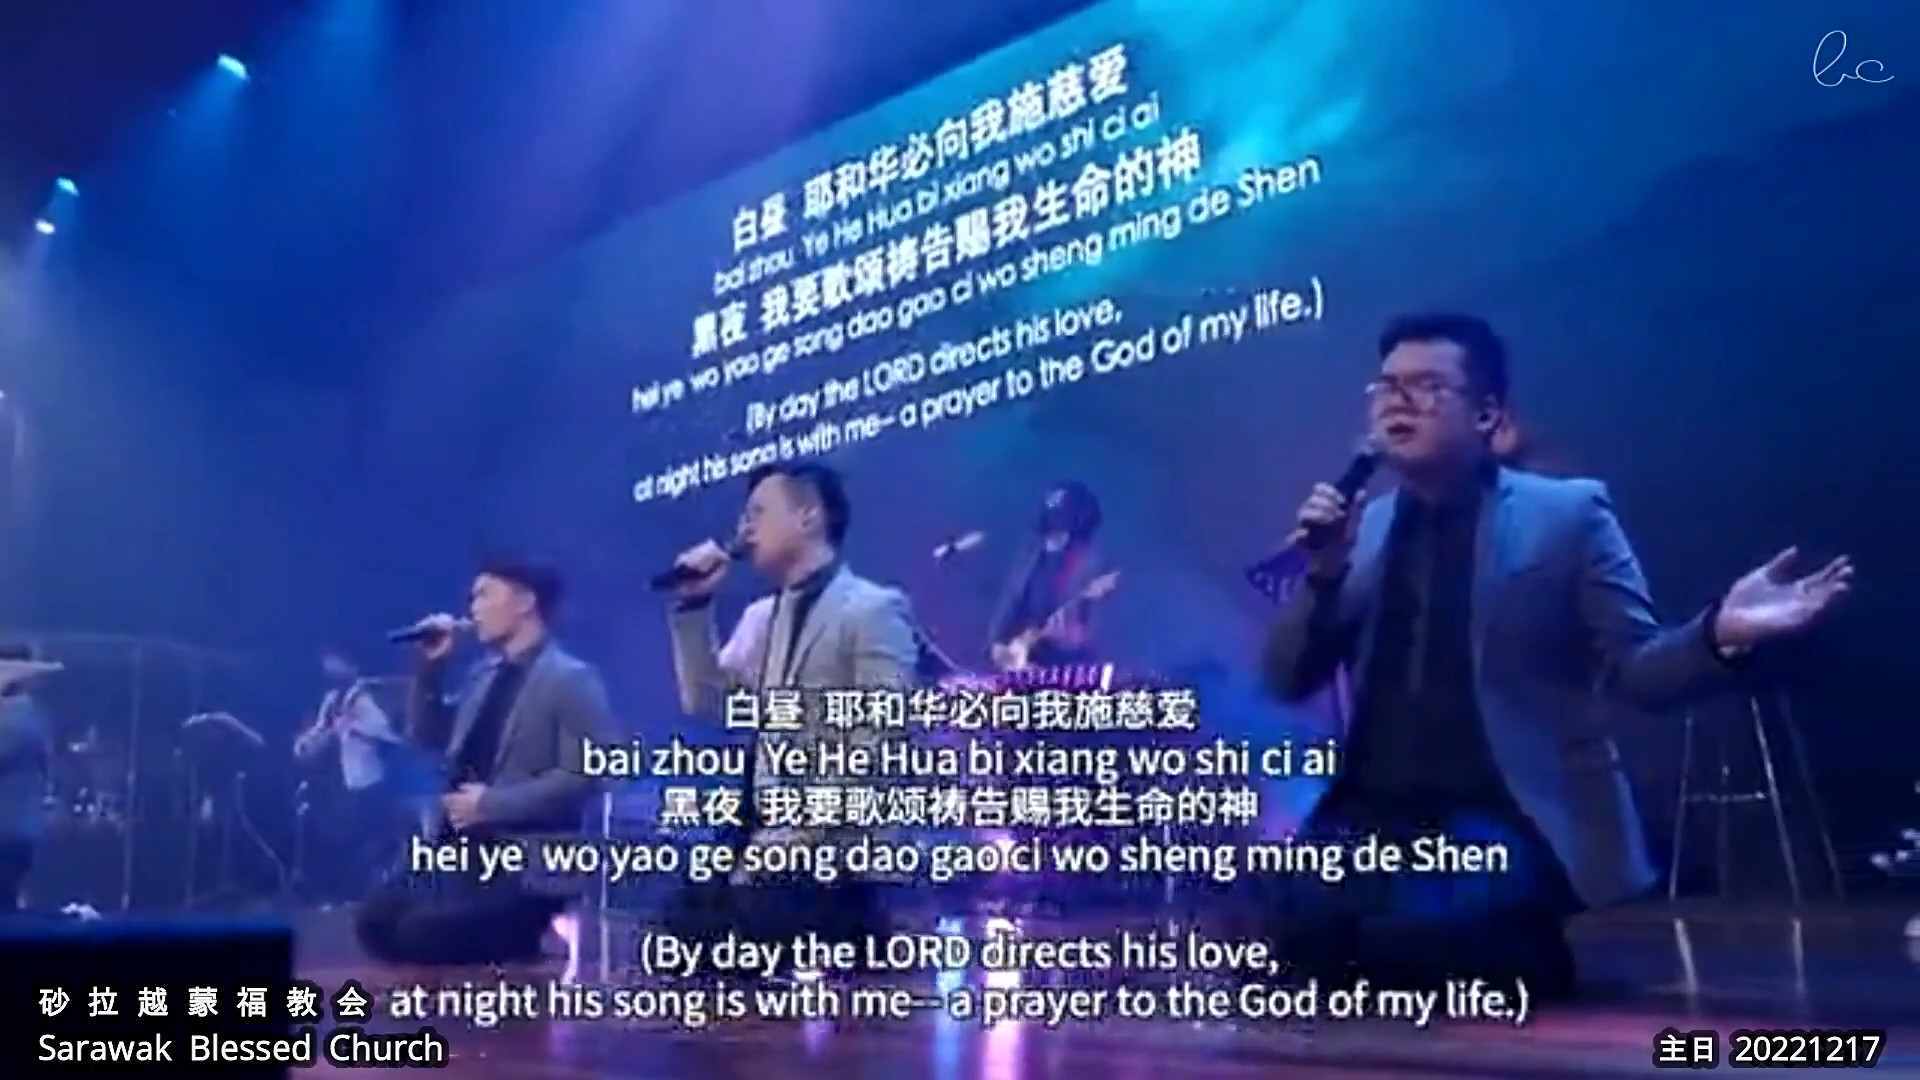 白昼 耶和华必向我施慈爱
bai zhou Ye He Hua bi xiang wo shi ci ai
黑夜 我要歌颂祷告赐我生命的神
hei ye wo yao ge song dao gao ci wo sheng ming de Shen
(By day the LORD directs his love,
at night his song is with me-- a prayer to the God of my life.)
白昼 耶和华必向我施慈爱
bai zhou Ye He Hua bi xiang wo shi ci ai
黑夜 我要歌颂祷告赐我生命的神
hei ye wo yao ge song dao gao ci wo sheng ming de Shen
(By day the LORD directs his love,
at night his song is with me-- a prayer to the God of my life.)
砂拉越蒙福教会
Sarawak Blessed Church
主日 20221217